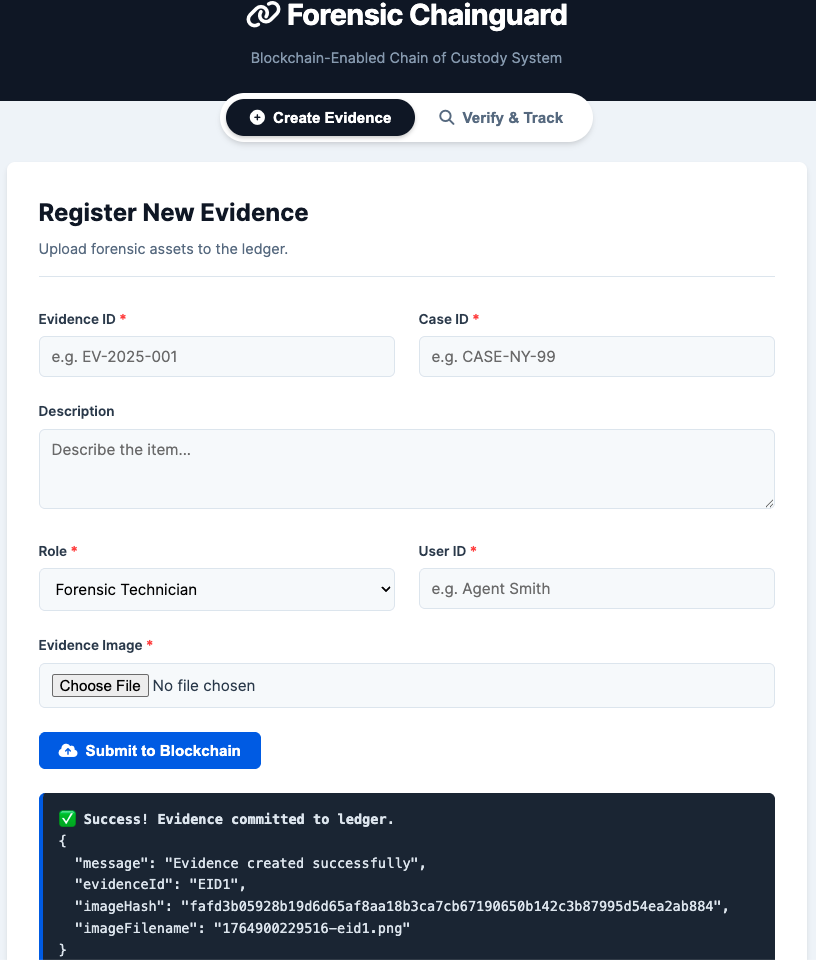 Forensic Chainguard
Blockchain-Enabled Chain of Custody System
Create Evidence
Verify & Track
Register New Evidence
Upload forensic assets to the ledger.
Evidence ID *
Case ID *
e.g. EV-2025-001
e.g. CASE-NY-99
Description
Describe the item...
Role *
User ID *
Forensic Technician
e.g. Agent Smith
Evidence Image *
Choose File No file chosen
Submit to Blockchain
✅ Success! Evidence committed to ledger.
{
  "message": "Evidence created successfully",
  "evidenceId": "EID1",
  "imageHash": "fafd3b05928b19d6d65af8aa18b3ca7cb67190650b142c3b87995d54ea2ab884",
  "imageFilename": "1764900229516-eid1.png"
}